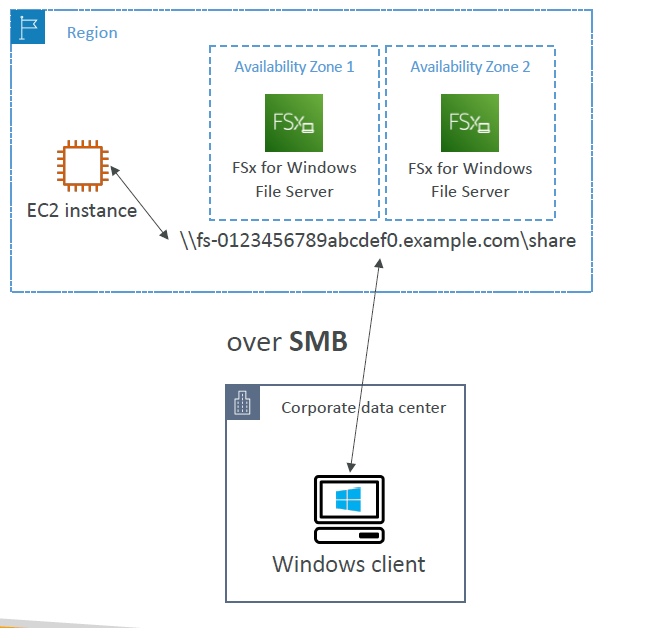 Region
Availability Zone 1
Availability Zone 2
FSx
FSx
FSx for Windows
File Server
FSx for Windows
File Server
EC2 instance
\\fs-0123456789abcdef0.example.com\share
over SMB
Corporate data center
Windows client